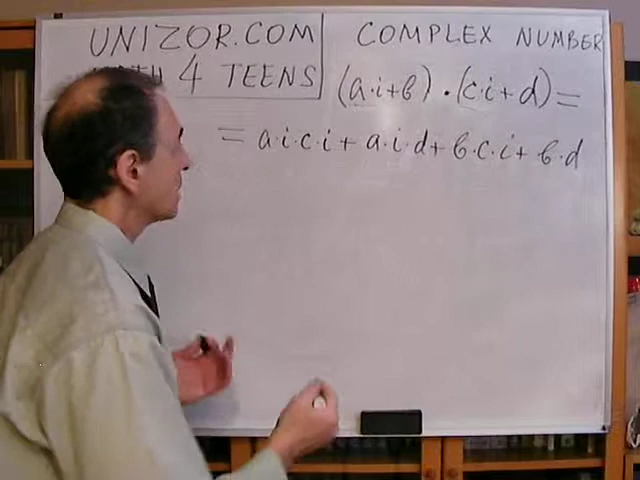 UNIZOR.COM
4 TEENS
COMPLEX NUMBER
(a·i+b)·(c·i+d)=
=a·i·c·i+a·i·d+b·c·i+b·d